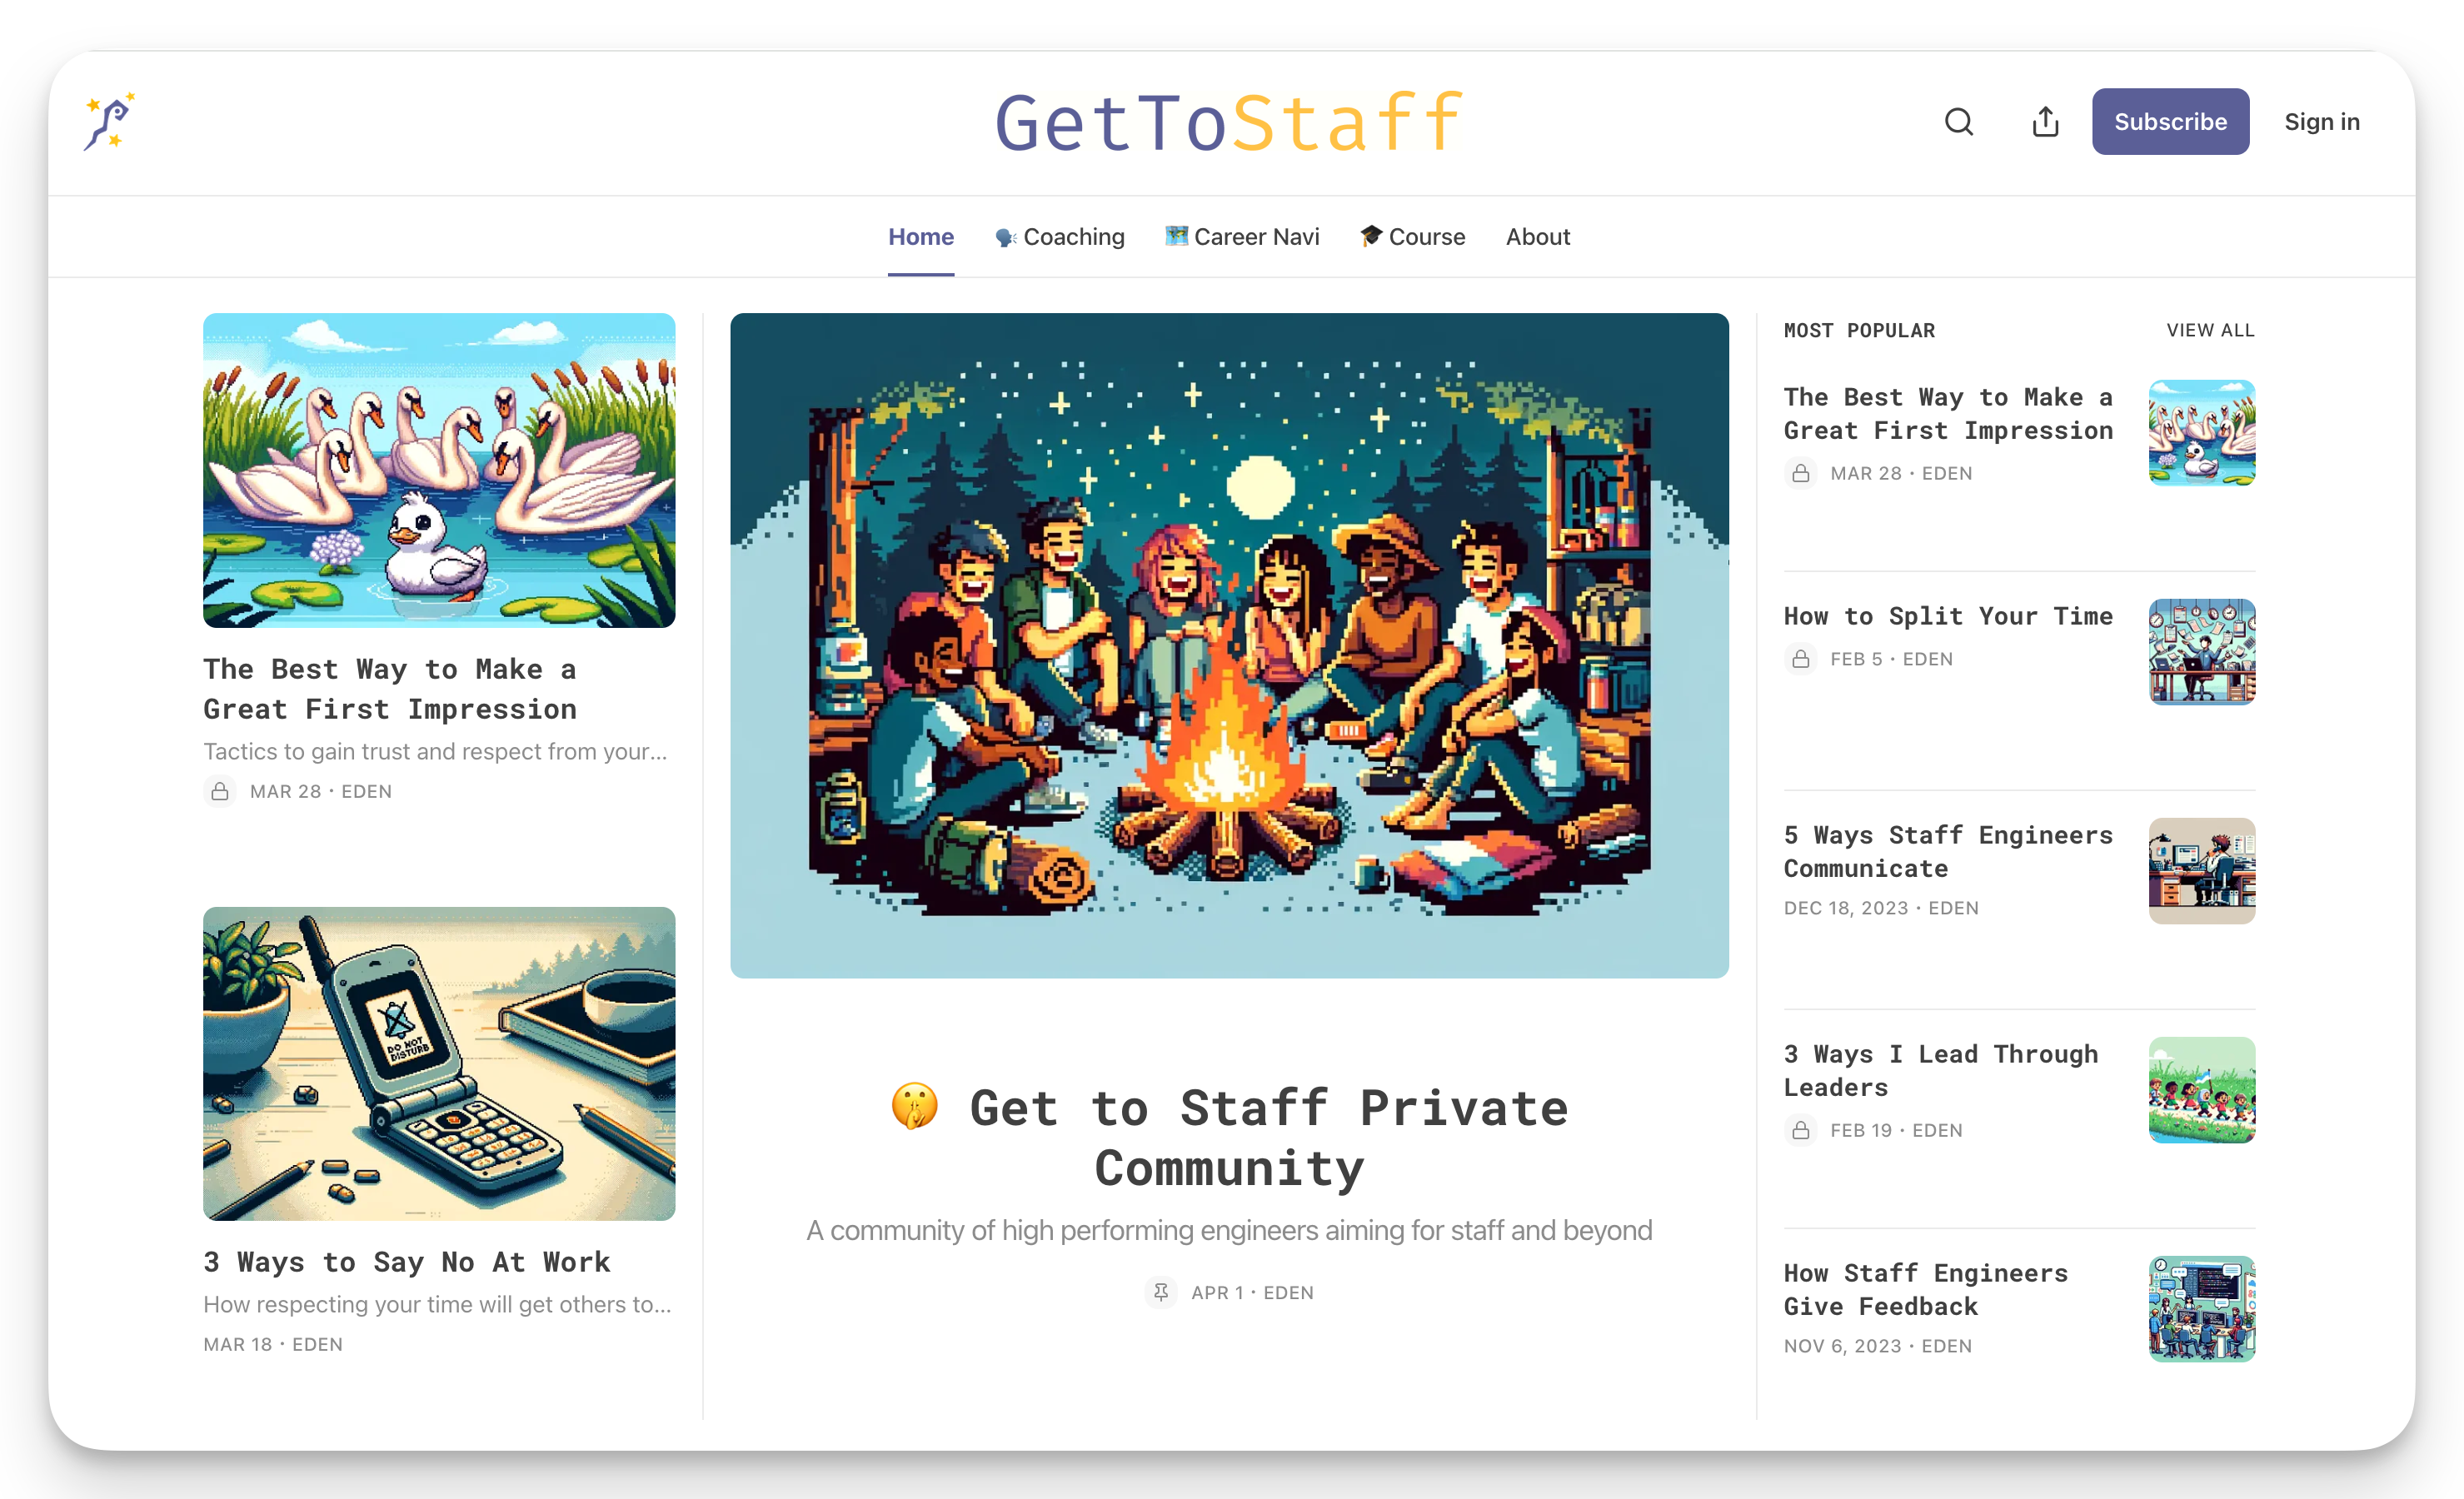 GetToStaff
Subscribe
Sign in
Home
Coaching
Career Navi
Course
About
The Best Way to Make a
Great First Impression
Tactics to gain trust and respect from your...
MAR 28 · EDEN
DO NOT
DISTURB
3 Ways to Say No At Work
How respecting your time will get others to...
MAR 18 · EDEN
🤫 Get to Staff Private
Community
A community of high performing engineers aiming for staff and beyond
APR 1 · EDEN
MOST POPULAR
VIEW ALL
The Best Way to Make a
Great First Impression
MAR 28 · EDEN
How to Split Your Time
FEB 5 · EDEN
5 Ways Staff Engineers
Communicate
DEC 18, 2023 · EDEN
3 Ways I Lead Through
Leaders
FEB 19 · EDEN
How Staff Engineers
Give Feedback
NOV 6, 2023 · EDEN